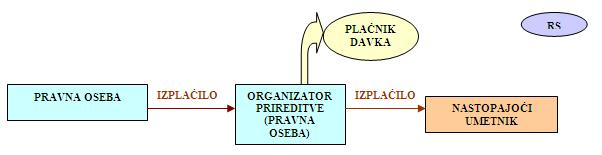 PLAČNIK
DAVKA
RS
PRAVNA OSEBA
IZPLAČILO
ORGANIZATOR
PRIREDITVE
(PRAVNA
OSEBA)
IZPLAČILO
NASTOPAJOČI
UMETNIK